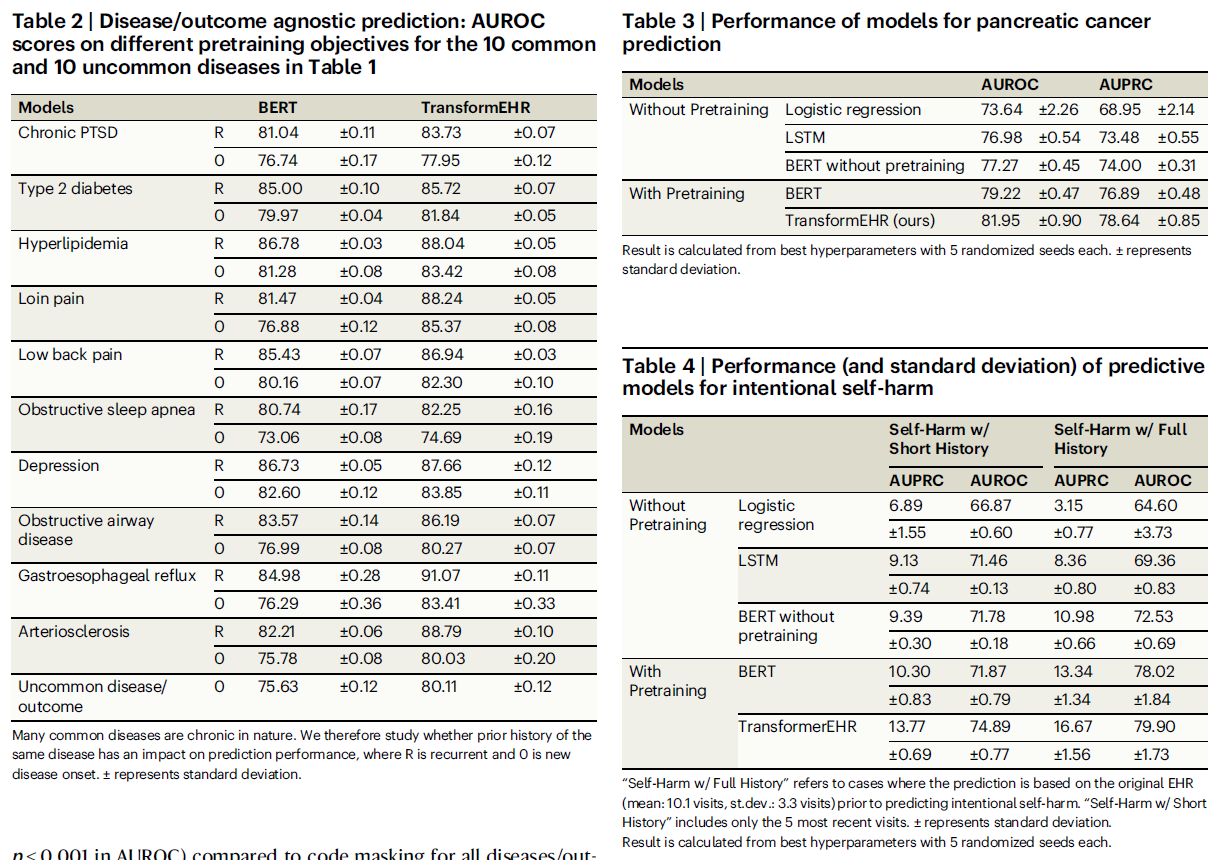 Table 2 | Disease/outcome agnostic prediction: AUROC
scores on different pretraining objectives for the 10 common
and 10 uncommon diseases in Table 1
Models BERT TransformEHR
Chronic PTSD R 81.04 ±0.11 83.73 ±0.07
O 76.74 ±0.17 77.95 ±0.12
Type 2 diabetes R 85.00 ±0.10 85.72 ±0.07
O 79.97 ±0.04 81.84 ±0.05
Hyperlipidemia R 86.78 ±0.03 88.04 ±0.05
O 81.28 ±0.08 83.42 ±0.08
Loin pain R 81.47 ±0.04 88.24 ±0.05
O 76.88 ±0.12 85.37 ±0.08
Low back pain R 85.43 ±0.07 86.94 ±0.03
O 80.16 ±0.07 82.30 ±0.10
Obstructive sleep apnea R 80.74 ±0.17 82.25 ±0.16
O 73.06 ±0.08 74.69 ±0.19
Depression R 86.73 ±0.05 87.66 ±0.12
O 82.60 ±0.12 83.85 ±0.11
Obstructive airway R 83.57 ±0.14 86.19 ±0.07
disease O 76.99 ±0.08 80.27 ±0.07
Gastroesophageal reflux R 84.98 ±0.28 91.07 ±0.11
O 76.29 ±0.36 83.41 ±0.33
Arteriosclerosis R 82.21 ±0.06 88.79 ±0.10
O 75.78 ±0.08 80.03 ±0.20
Uncommon disease/ O 75.63 ±0.12 80.11 ±0.12
outcome
Many common diseases are chronic in nature. We therefore study whether prior history of the
same disease has an impact on prediction performance, where R is recurrent and O is new
disease onset. ± represents standard deviation.
p < 0.001 in AUROC) compared to code masking for all diseases/out-
Table 3 | Performance of models for pancreatic cancer
prediction
Models AUROC AUPRC
Without Pretraining Logistic regression 73.64 ±2.26 68.95 ±2.14
LSTM 76.98 ±0.54 73.48 ±0.55
BERT without pretraining 77.27 ±0.45 74.00 ±0.31
With Pretraining BERT 79.22 ±0.47 76.89 ±0.48
TransformEHR (ours) 81.95 ±0.90 78.64 ±0.85
Result is calculated from best hyperparameters with 5 randomized seeds each. ± represents
standard deviation.
Table 4 | Performance (and standard deviation) of predictive
models for intentional self-harm
Models Self-Harm w/ Self-Harm w/ Full
Short History History
AUPRC AUROC AUPRC AUROC
Without Logistic 6.89 66.87 3.15 64.60
Pretraining regression ±1.55 ±0.60 ±0.77 ±3.73
LSTM 9.13 71.46 8.36 69.36
±0.74 ±0.13 ±0.80 ±0.83
BERT without 9.39 71.78 10.98 72.53
pretraining ±0.30 ±0.18 ±0.66 ±0.69
With BERT 10.30 71.87 13.34 78.02
Pretraining ±0.83 ±0.79 ±1.34 ±1.84
TransformerEHR 13.77 74.89 16.67 79.90
±0.69 ±0.77 ±1.56 ±1.73
“Self-Harm w/ Full History” refers to cases where the prediction is based on the original EHR
(mean: 10.1 visits, st.dev.: 3.3 visits) prior to predicting intentional self-harm. “Self-Harm w/ Short
History” includes only the 5 most recent visits. ± represents standard deviation.
Result is calculated from best hyperparameters with 5 randomized seeds each.